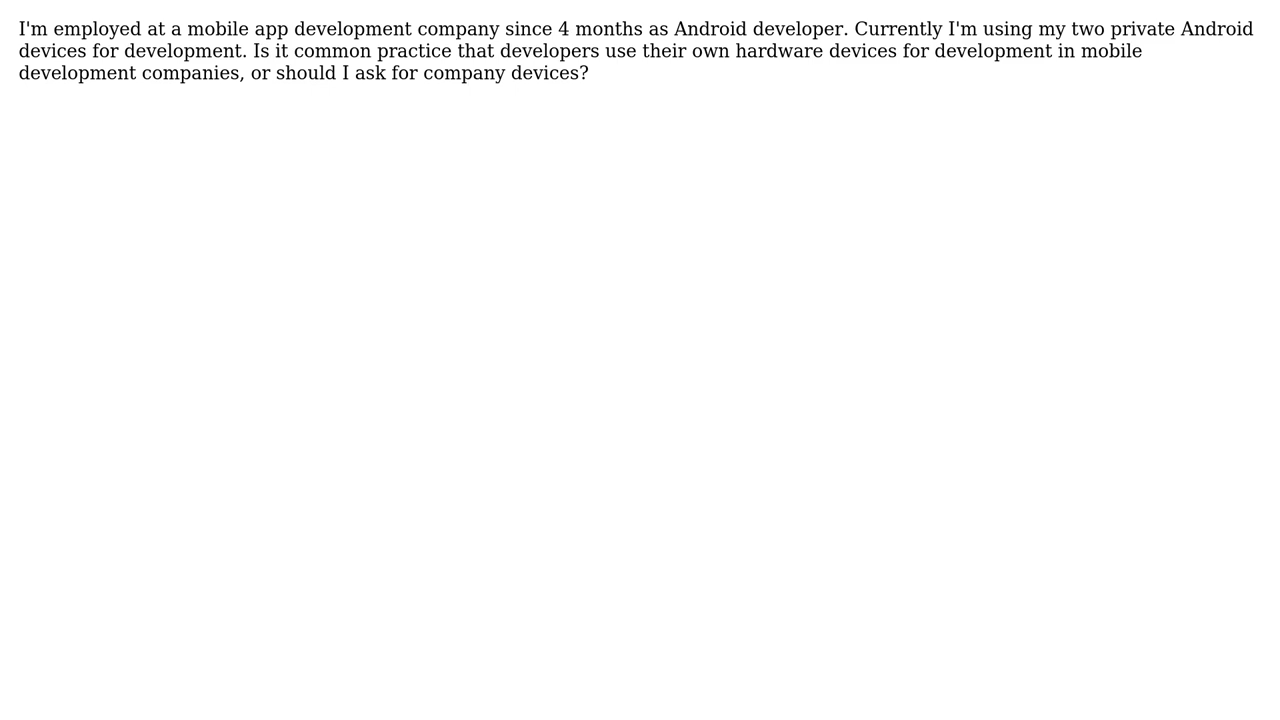 I'm employed at a mobile app development company since 4 months as Android developer. Currently I'm using my two private Android
devices for development. Is it common practice that developers use their own hardware devices for development in mobile
development companies, or should I ask for company devices?